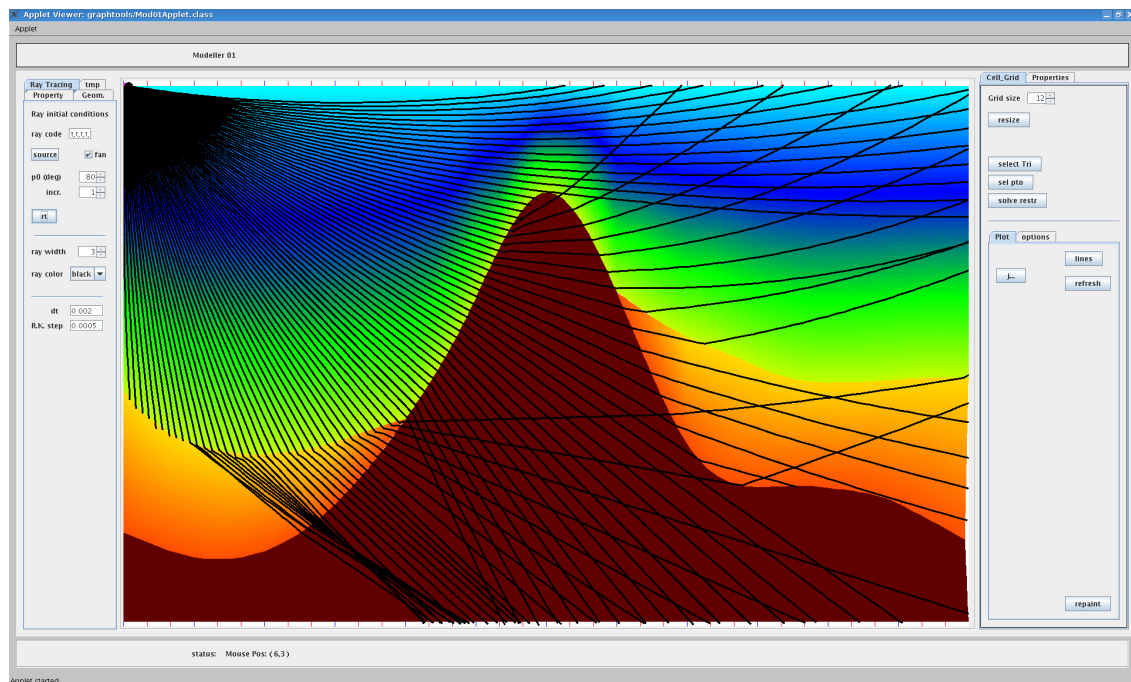 Applet Viewer: graphtools/Mod01Applet.class
Applet
Modeller 01
Ray Tracing tmp
Property Geom.
Ray initial conditions
ray code t,t,t,t,
source fan
p0 (deg) 80
incr. 1
rt
ray width 3
ray color black
dt 0.002
R.K. step 0.0005
Cell_Grid Properties
Grid size 12
resize
select Tri
sel pto
solve restr
Plot options
lines
J...
refresh
repaint
status: Mouse Pos: (6,3)
Applet started.